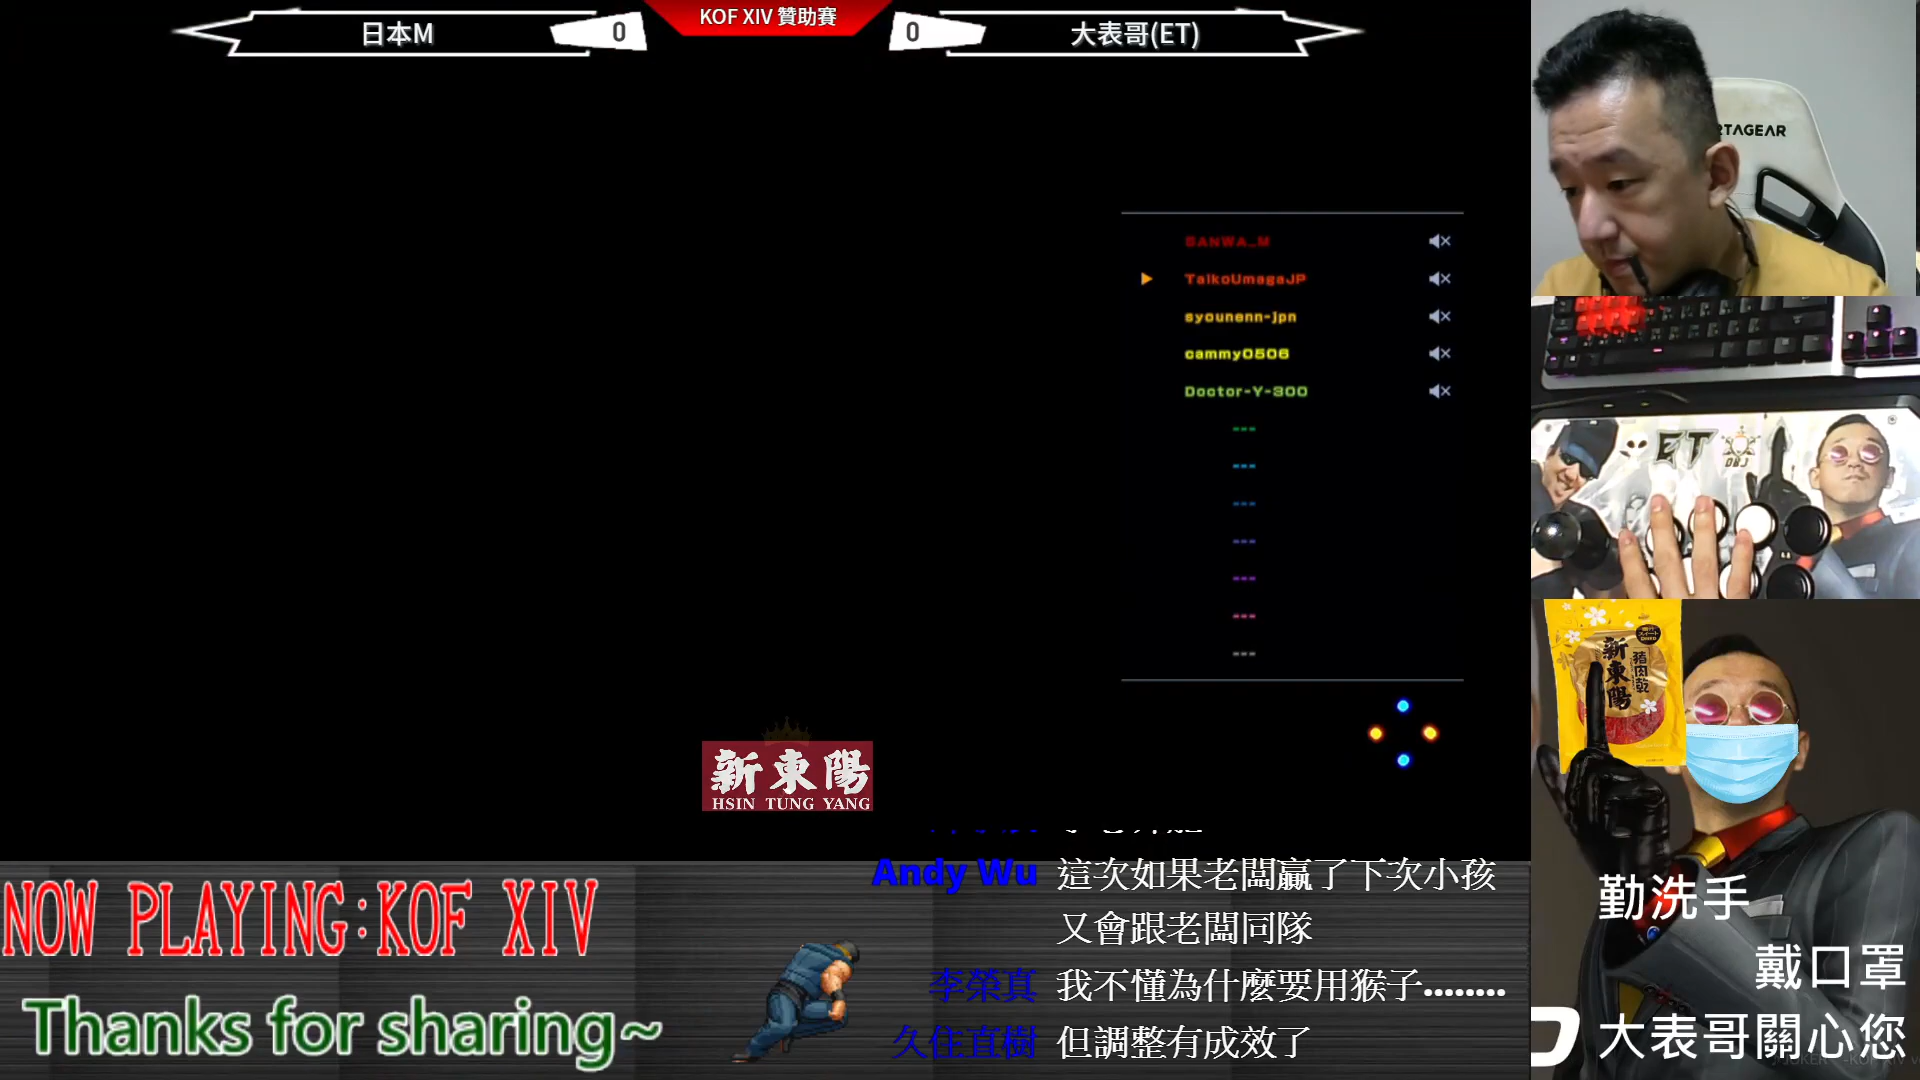 日本M
0
KOF XIV 贊助賽
0
大表哥(ET)
RTAGEAR
SANWA_M
TaikoUmagaJP
syounenn-jpn
cammy0506
Doctor-Y-300
---
---
---
---
---
---
---
ET
OBJ
新東陽
豬肉乾
新東陽
HSIN TUNG YANG
Andy Wu 這次如果老闆贏了下次小孩
又會跟老闆同隊
李榮真 我不懂為什麼要用猴子........
久住直樹 但調整有成效了
NOW PLAYING:KOF XIV
Thanks for sharing~
勤洗手
戴口罩
大表哥關心您